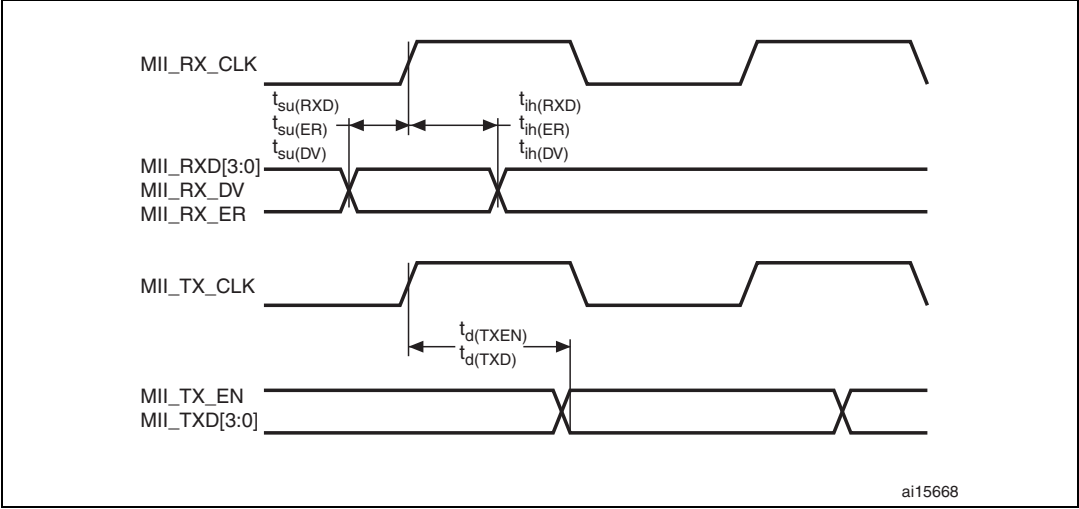 MII_RX_CLK
t_su(RXD)
t_su(ER)
t_su(DV)
t_ih(RXD)
t_ih(ER)
t_ih(DV)
MII_RXD[3:0]
MII_RX_DV
MII_RX_ER
MII_TX_CLK
t_d(TXEN)
t_d(TXD)
MII_TX_EN
MII_TXD[3:0]
ai15668